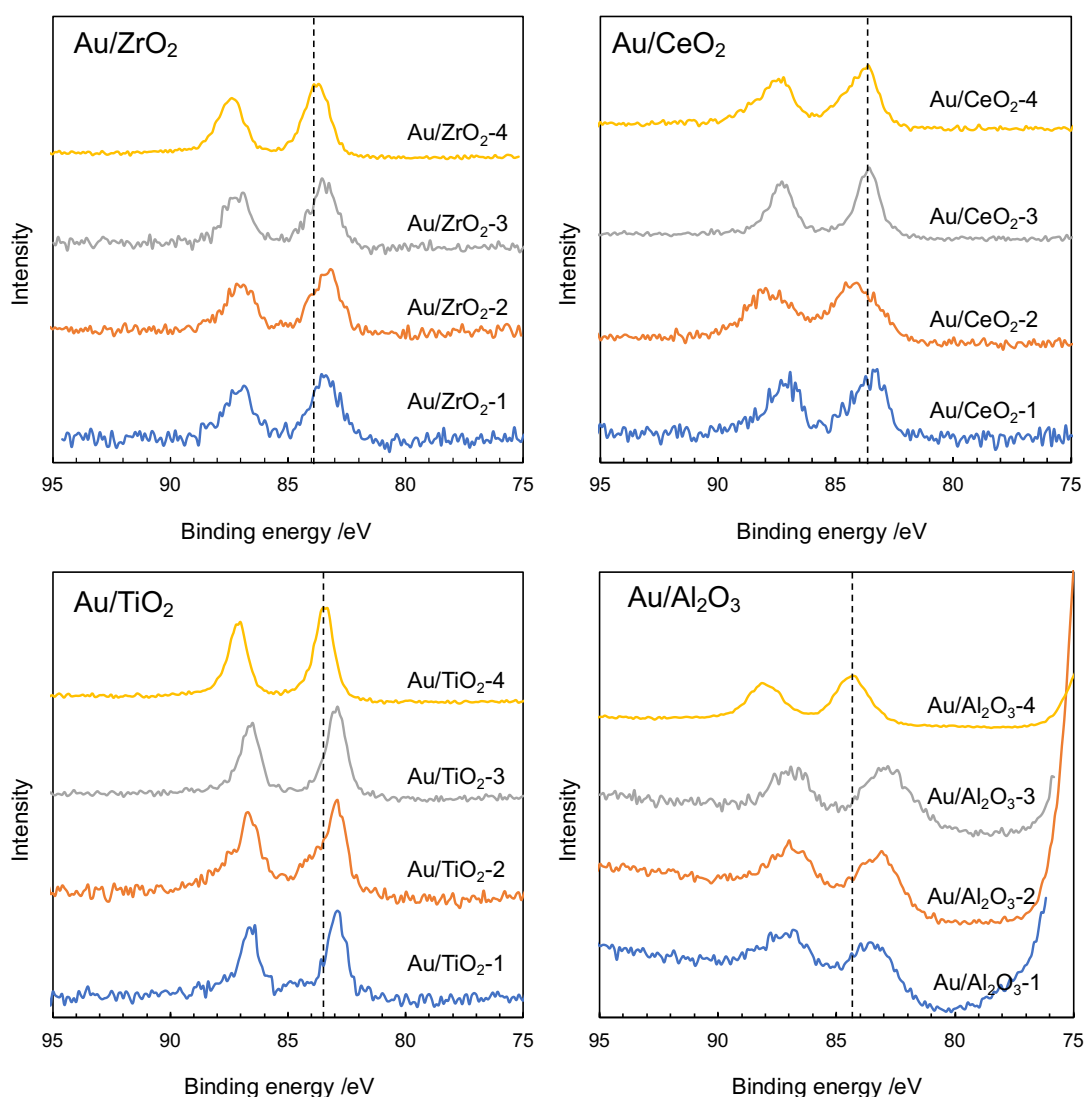 Au/ZrO₂
Au/ZrO₂-4
Au/ZrO₂-3
Au/ZrO₂-2
Au/ZrO₂-1
Intensity
95 90 85 80 75
Binding energy /eV
Au/CeO₂
Au/CeO₂-4
Au/CeO₂-3
Au/CeO₂-2
Au/CeO₂-1
Intensity
95 90 85 80 75
Binding energy /eV
Au/TiO₂
Au/TiO₂-4
Au/TiO₂-3
Au/TiO₂-2
Au/TiO₂-1
Intensity
95 90 85 80 75
Binding energy /eV
Au/Al₂O₃
Au/Al₂O₃-4
Au/Al₂O₃-3
Au/Al₂O₃-2
Au/Al₂O₃-1
Intensity
95 90 85 80 75
Binding energy /eV